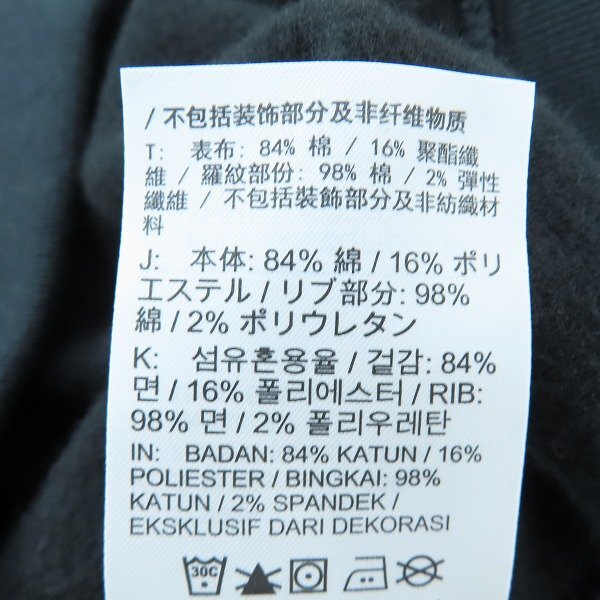 / 不包括装饰部分及非纤维物质
T: 表布: 84% 棉 / 16% 聚酯纖
維 / 羅紋部份: 98% 棉 / 2% 彈性
纖維 / 不包括裝飾部分及非紡織材
料
J: 本体: 84% 綿 / 16% ポリ
エステル / リブ部分: 98%
綿 / 2% ポリウレタン
K: 섬유혼용율 / 겉감: 84%
면 / 16% 폴리에스터 / RIB:
98% 면 / 2% 폴리우레탄
IN: BADAN: 84% KATUN / 16%
POLIESTER / BINGKAI: 98%
KATUN / 2% SPANDEK /
EKSKLUSIF DARI DEKORASI
30C